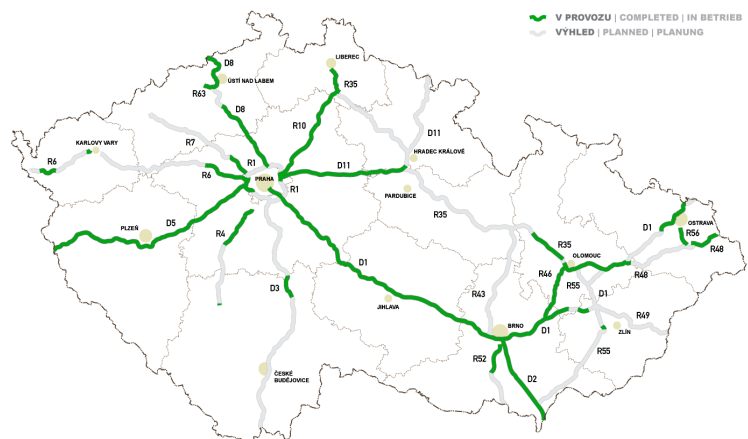 V PROVOZU | COMPLETED | IN BETRIEB
VÝHLED | PLANNED | PLANUNG
D8
LIBEREC
ÚSTÍ NAD LABEM
R63
R35
D8
R10
D11
R7
KARLOVY VARY
HRADEC KRÁLOVÉ
R6
R1
D11
R6
PRAHA
R1
PARDUBICE
R35
D5
PLZEŇ
D1
OSTRAVA
R4
R56
R35
R48
OLOMOUC
D1
R46
R48
D3
R55
D1
R43
JIHLAVA
R49
BRNO
D1
ZLÍN
R55
R52
ČESKÉ
BUDĚJOVICE
D2